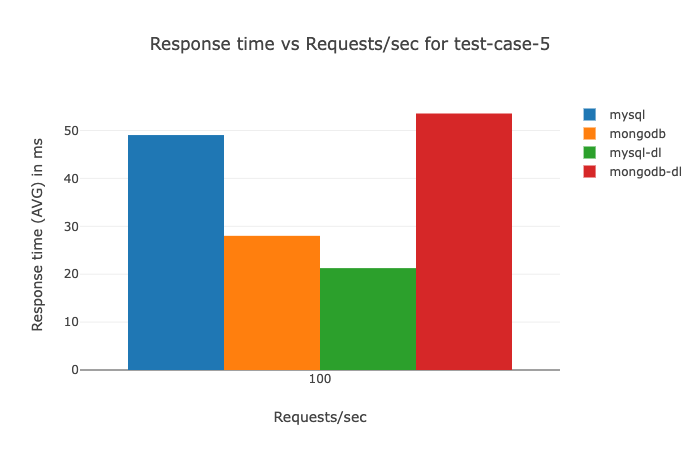 Response time vs Requests/sec for test-case-5
mysql
mongodb
mysql-dl
mongodb-dl
Response time (AVG) in ms
50
40
30
20
10
0
100
Requests/sec